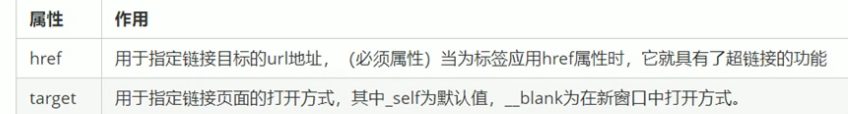 属性 作用
href 用于指定链接目标的url地址，（必须属性）当为标签应用href属性时，它就具有了超链接的功能
target 用于指定链接页面的打开方式，其中_self为默认值，__blank为在新窗口中打开方式。